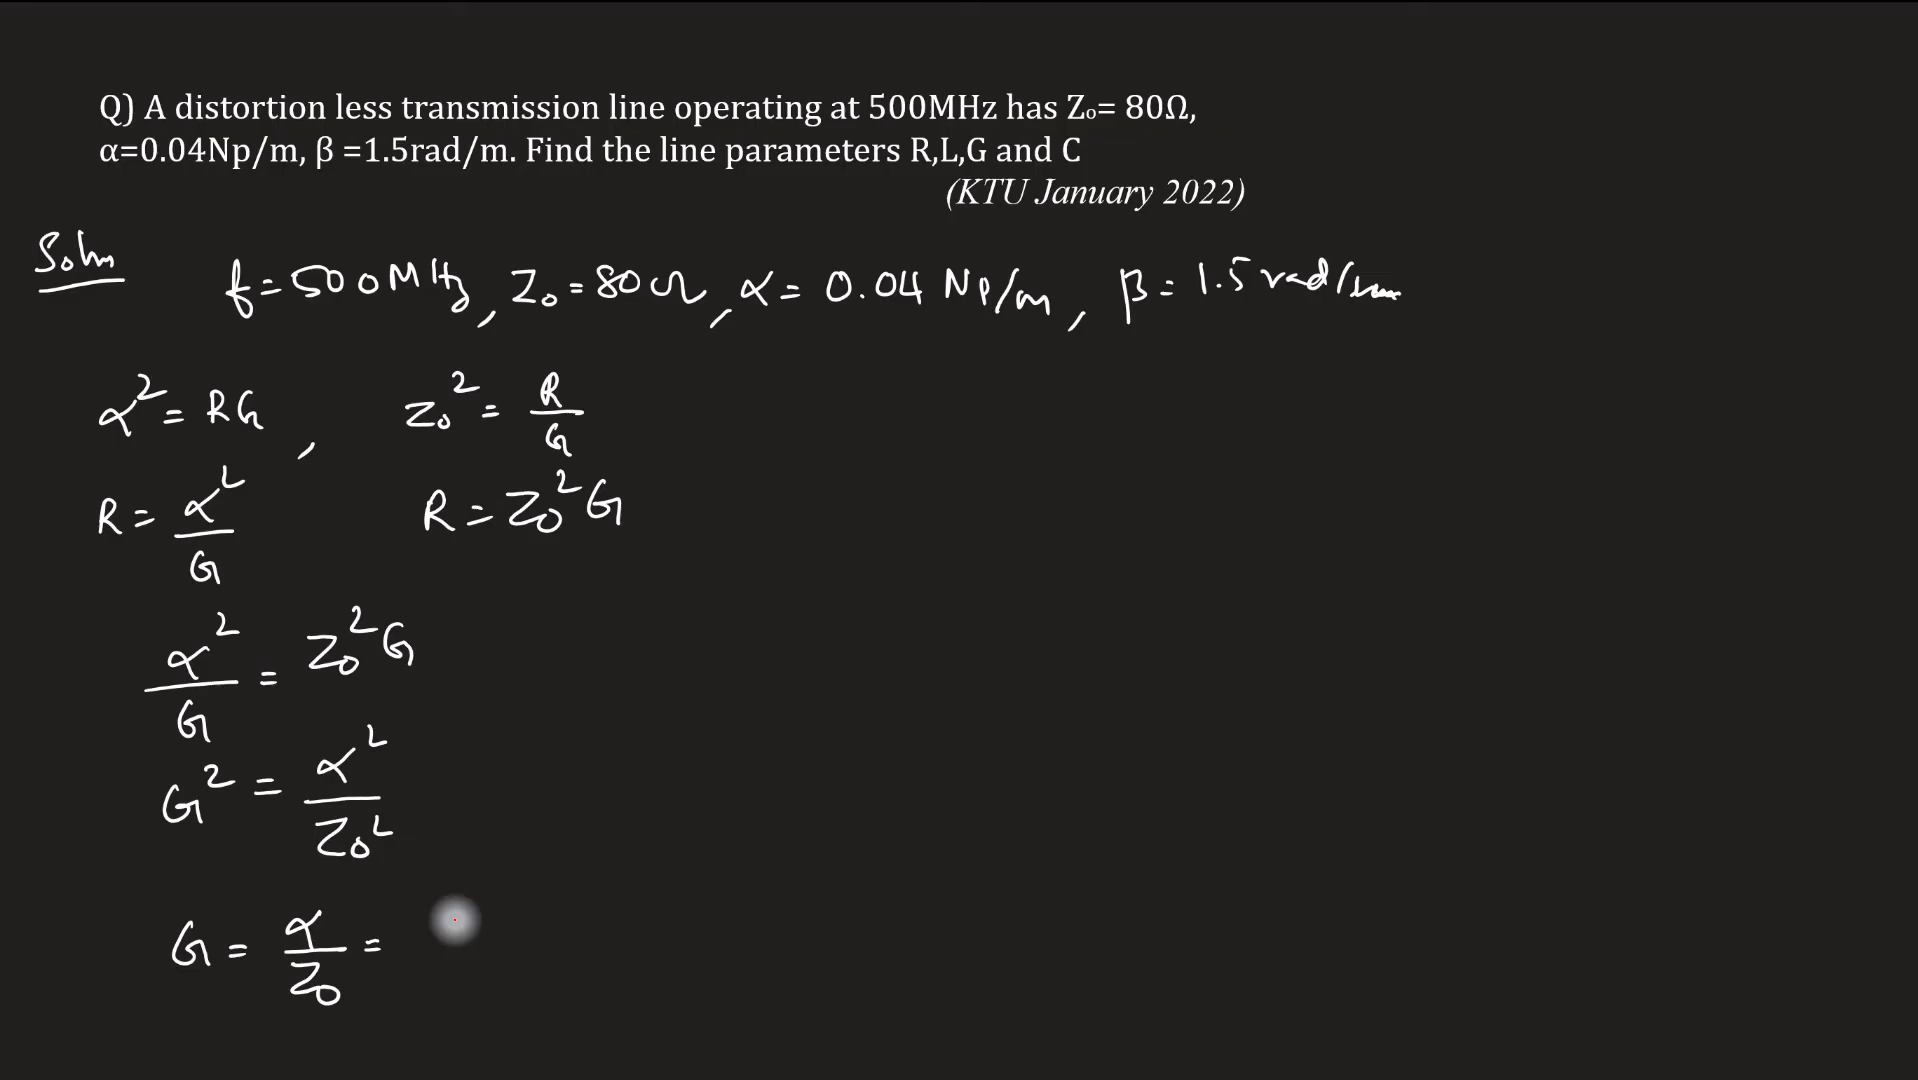 Q) A distortion less transmission line operating at 500MHz has Z₀= 80Ω,
α=0.04Np/m, β =1.5rad/m. Find the line parameters R,L,G and C
(KTU January 2022)
Soln
f=500MHz, Z₀=80Ω, α= 0.04 Np/m, β= 1.5 rad/m
α² = RG, Z₀² = R/G
R= α²/G R= Z₀²G
α²/G = Z₀²G
G² = α²/Z₀²
G = α/Z₀ =